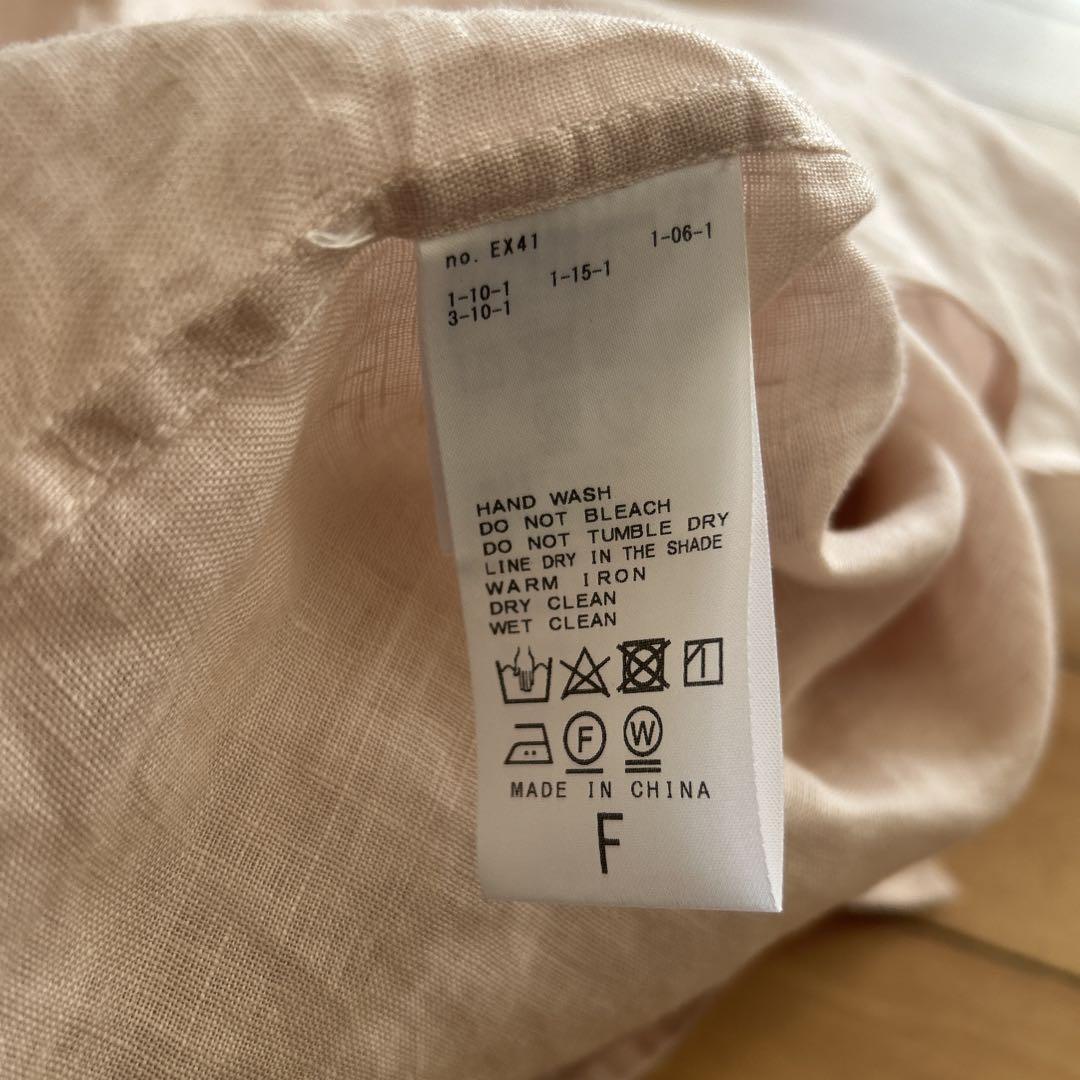 no. EX41 1-06-1
1-10-1 1-15-1
3-10-1
HAND WASH
DO NOT BLEACH
DO NOT TUMBLE DRY
LINE DRY IN THE SHADE
WARM IRON
DRY CLEAN
WET CLEAN
F W
MADE IN CHINA
F